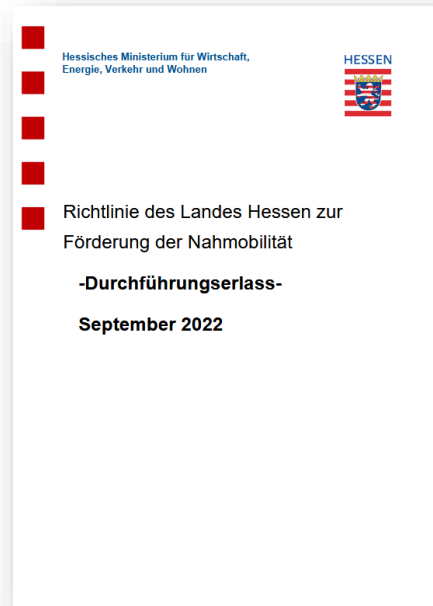 Hessisches Ministerium für Wirtschaft,
Energie, Verkehr und Wohnen
HESSEN
Richtlinie des Landes Hessen zur
Förderung der Nahmobilität
-Durchführungserlass-
September 2022